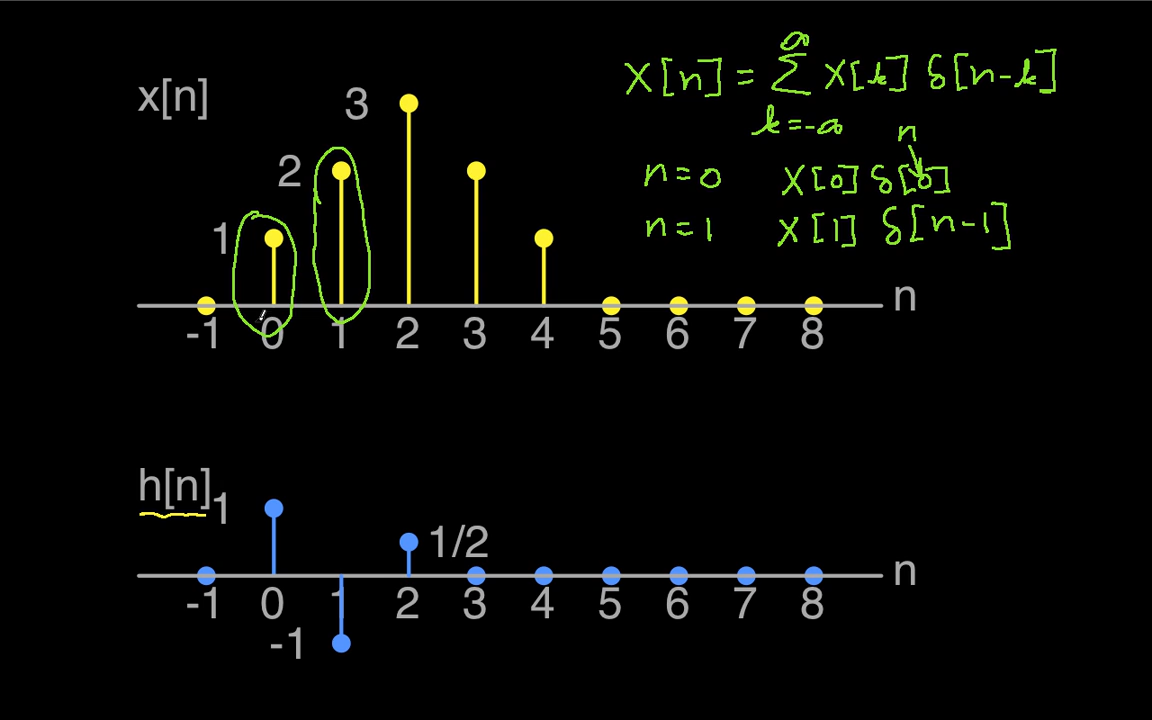 x[n]
3
2
1
x[n] = ∑ x[k] δ[n-k]
∞
k=-∞
n
n=0 x[0] δ[0]
n=1 x[1] δ[n-1]
n
-1 0 1 2 3 4 5 6 7 8
h[n]
1
1/2
n
-1 0 1 2 3 4 5 6 7 8
-1